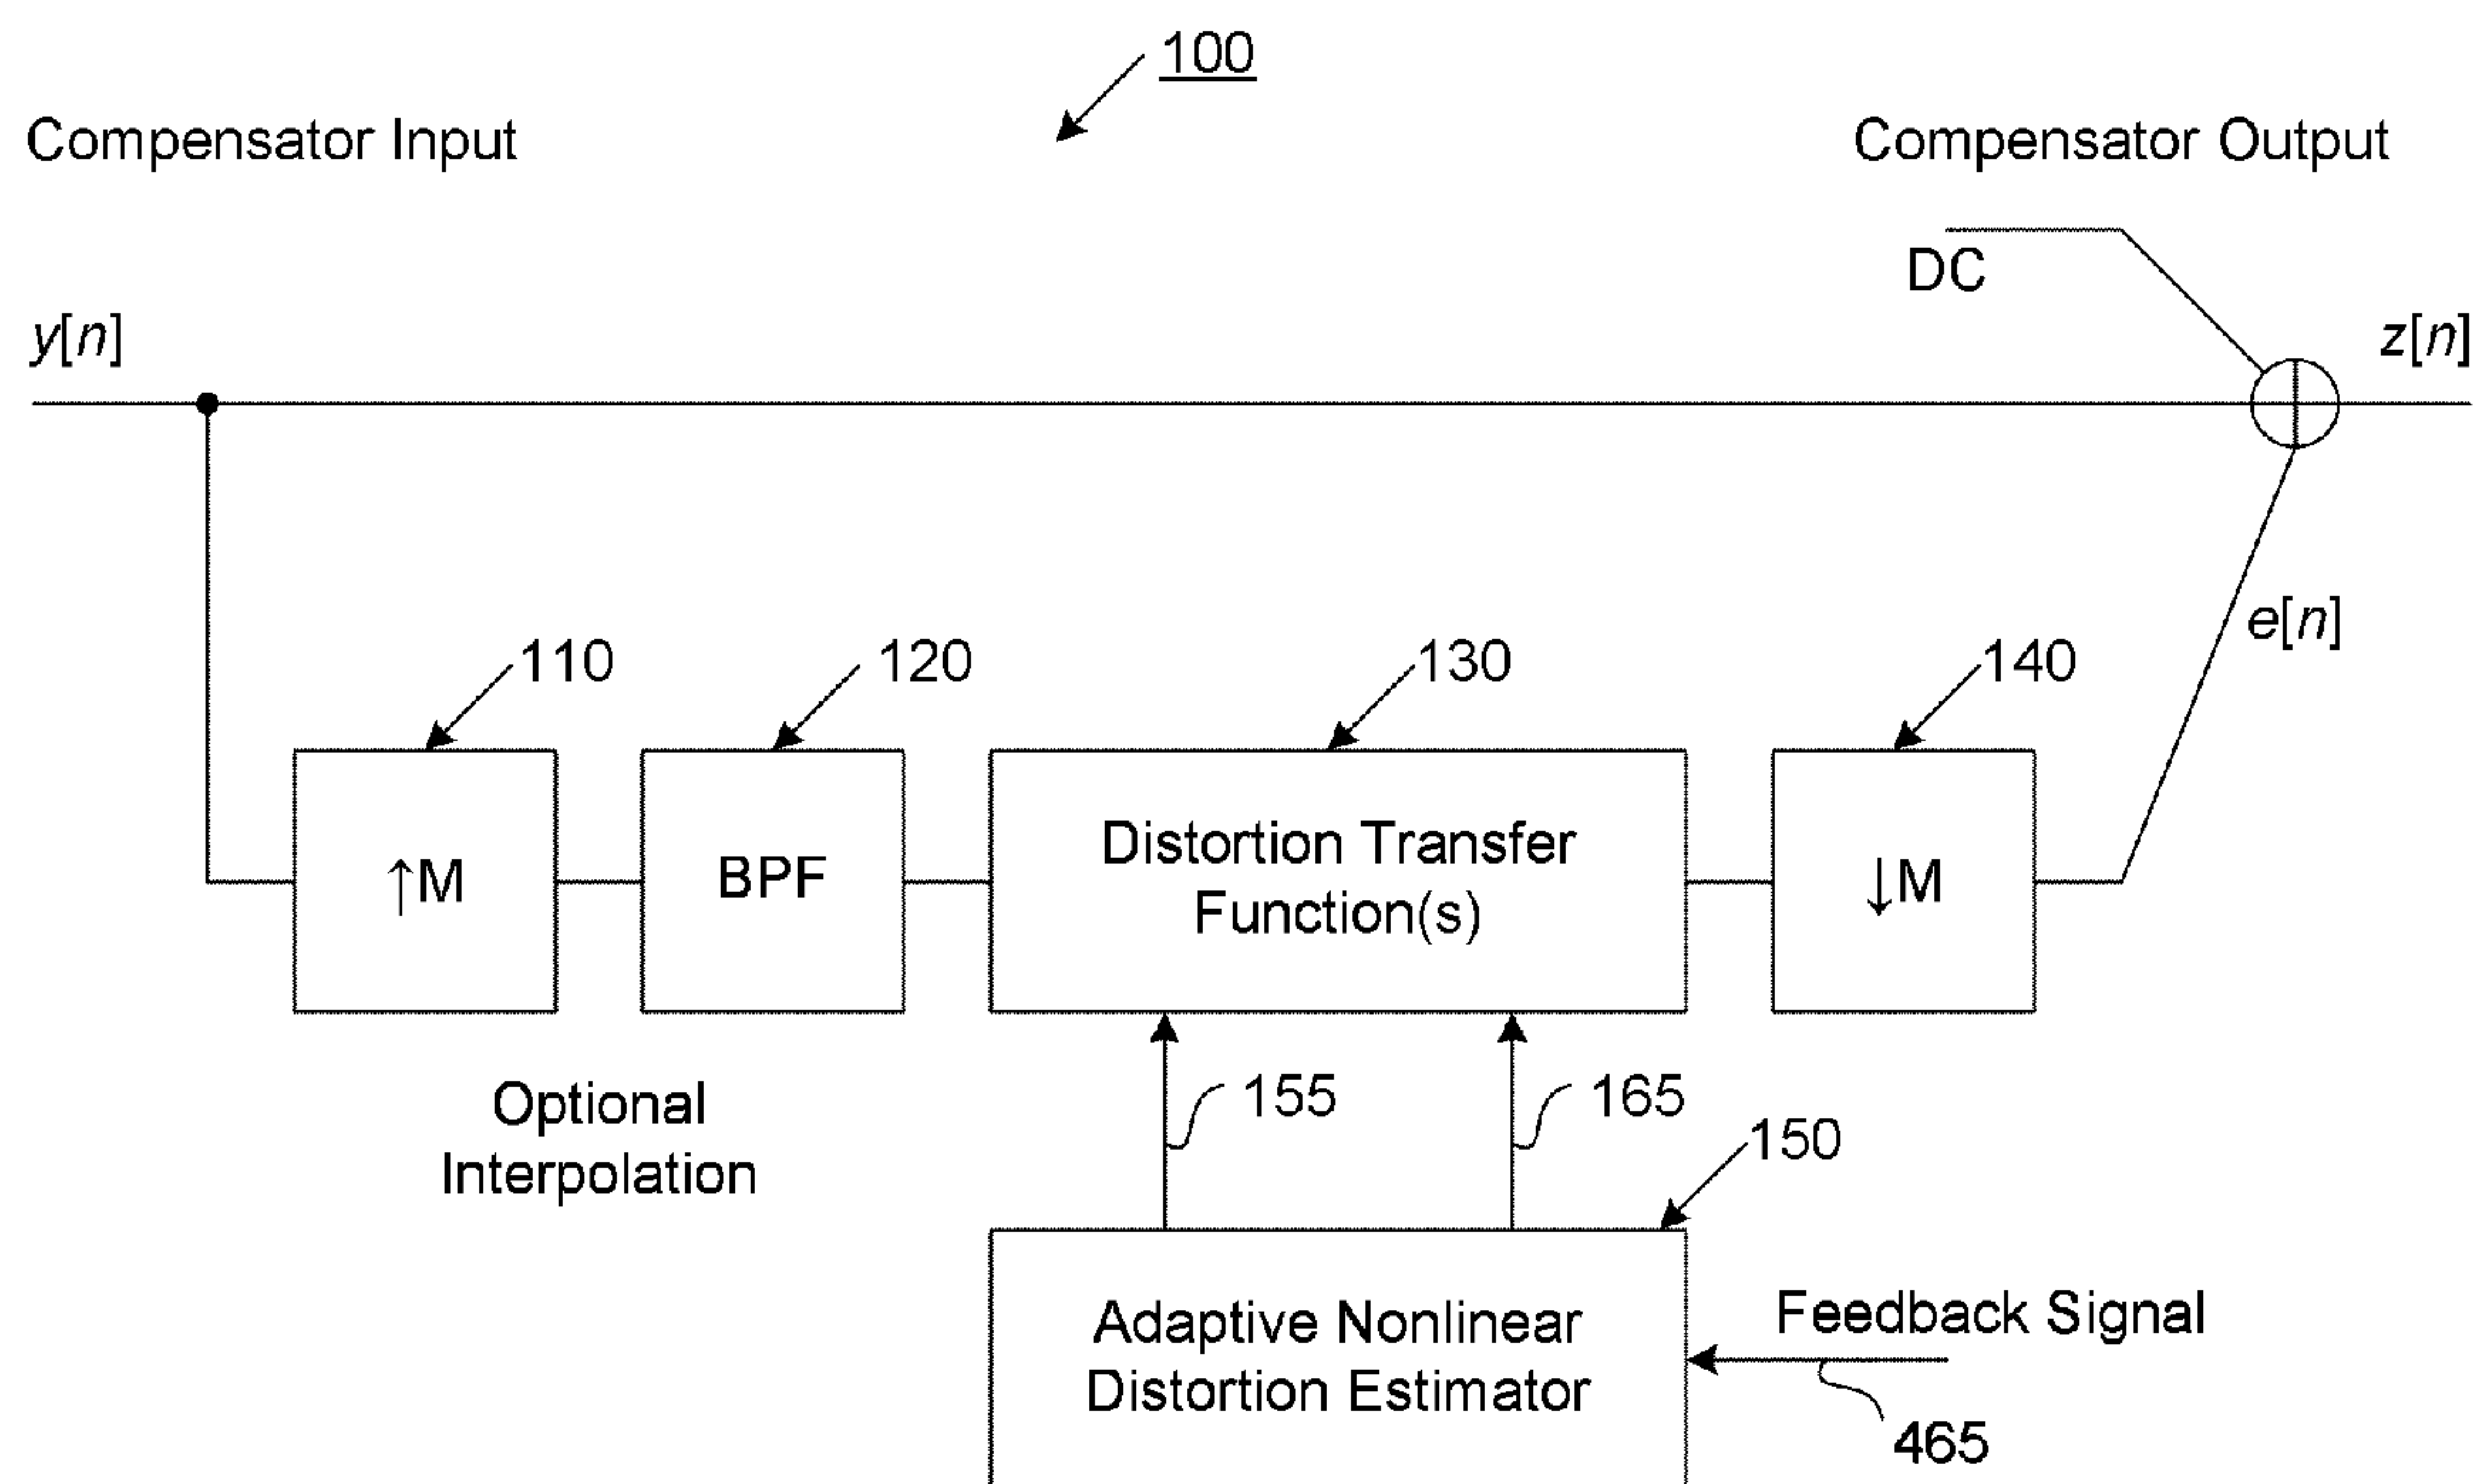 100
Compensator Input
Compensator Output
DC
y[n]
z[n]
e[n]
110
120
130
140
↑M
BPF
Distortion Transfer
Function(s)
↓M
Optional
Interpolation
155
165
150
Adaptive Nonlinear
Distortion Estimator
Feedback Signal
465